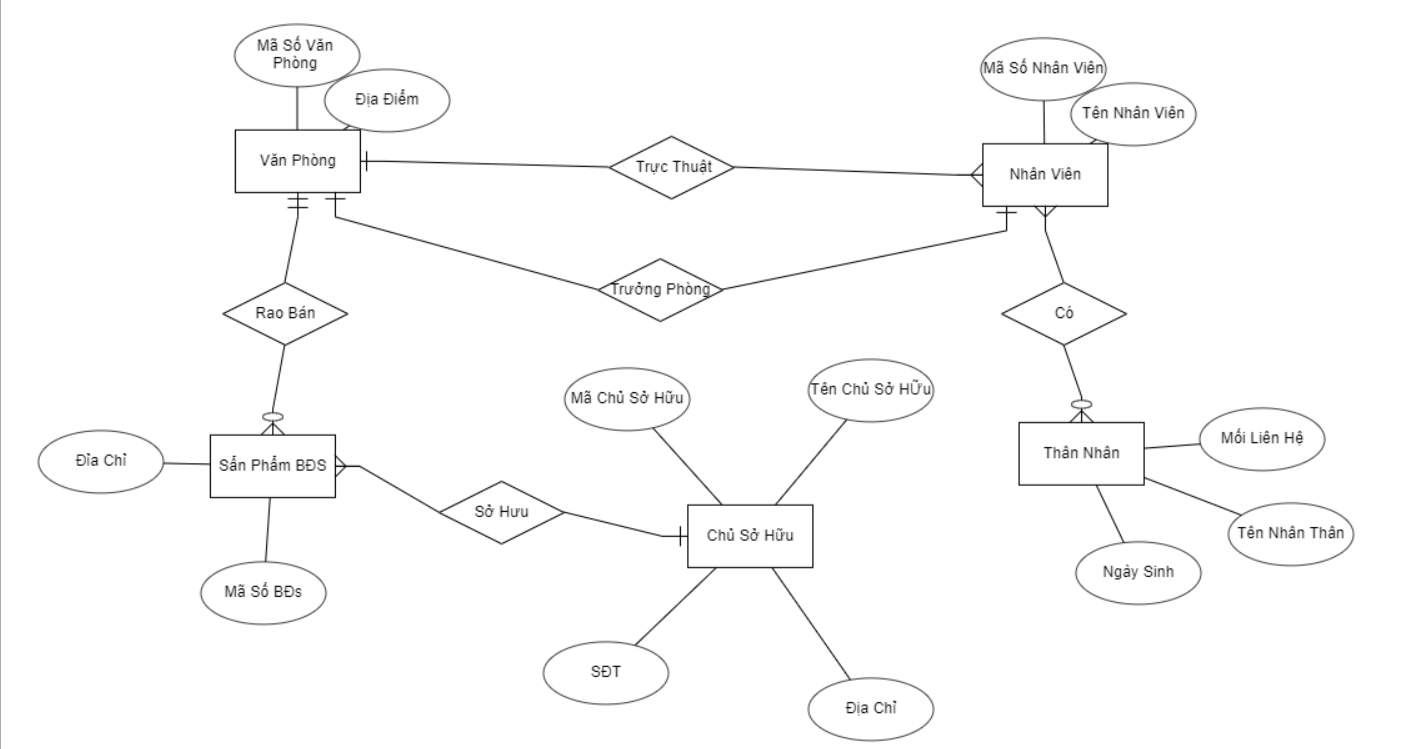 Mã Số Văn
Phòng
Địa Điểm
Mã Số Nhân Viên
Tên Nhân Viên
Văn Phòng
Trực Thuật
Nhân Viên
Trưởng Phòng
Rao Bán
Có
Mã Chủ Sở Hữu
Tên Chủ Sở HỮu
Đỉa Chỉ
Sẩn Phẩm BĐS
Mối Liên Hệ
Thân Nhân
Sở Hưu
Chủ Sở Hữu
Tên Nhân Thân
Ngày Sinh
Mã Số BĐs
SĐT
Địa Chỉ